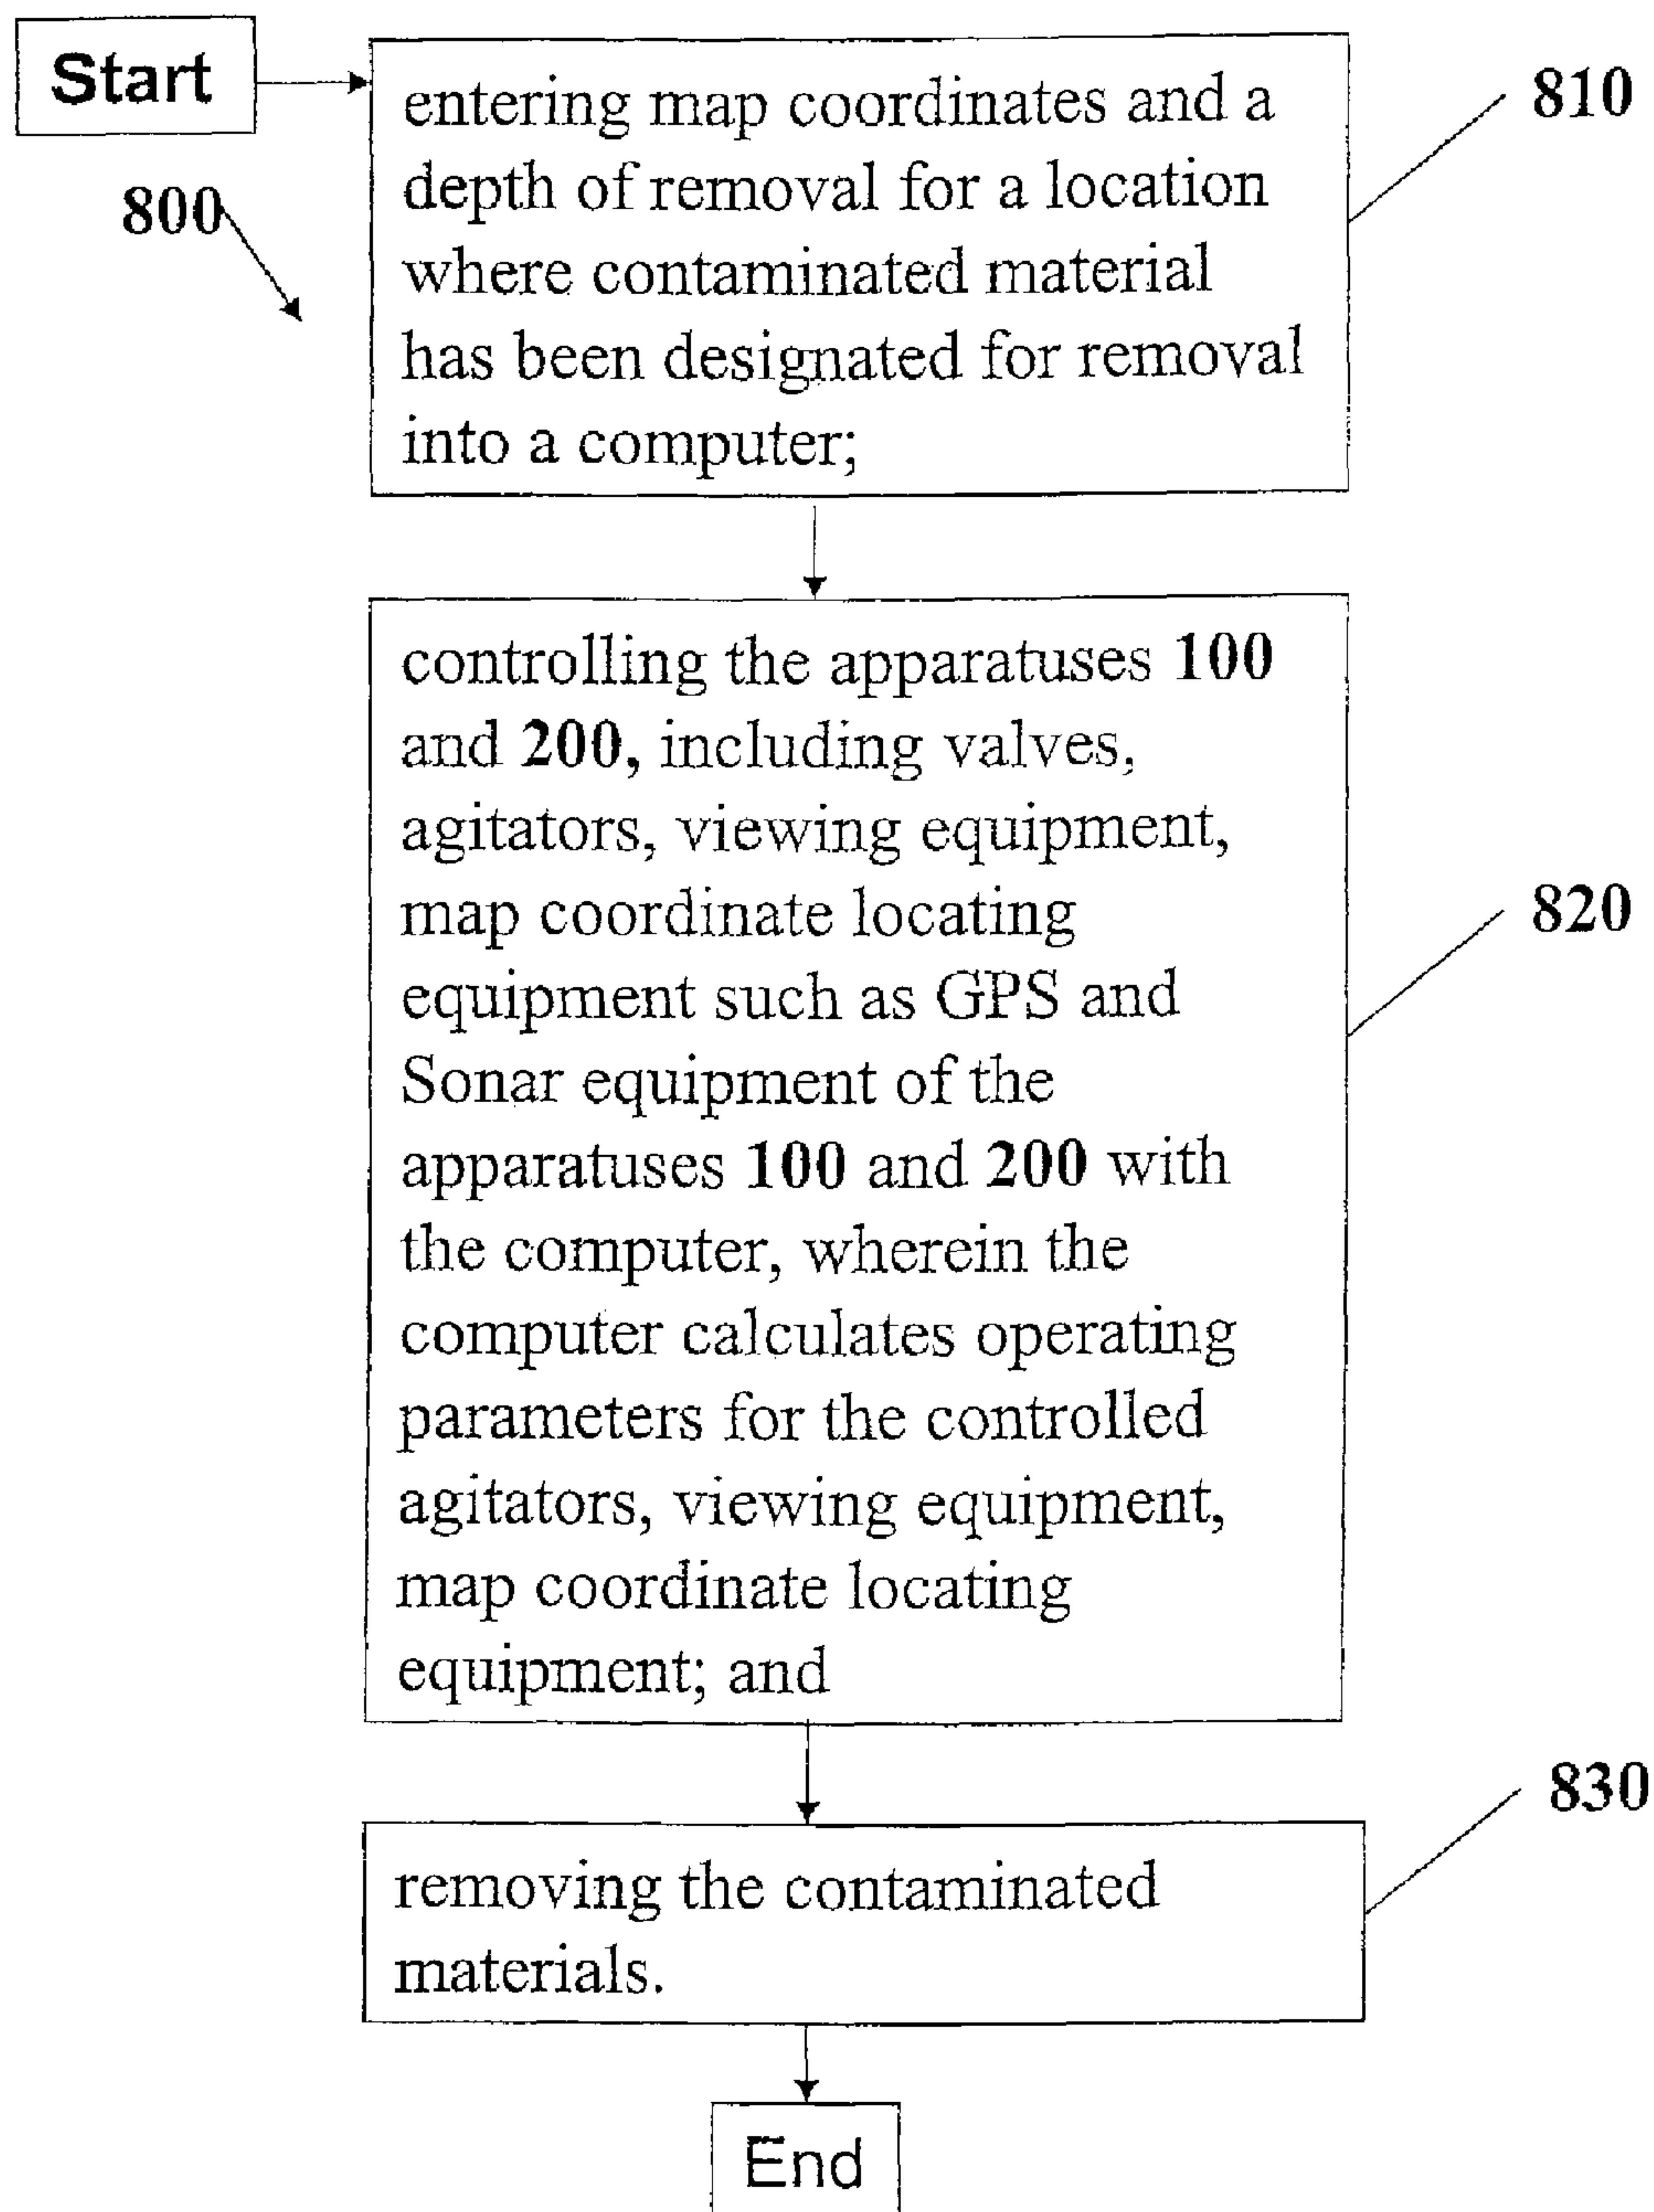 Start
800
entering map coordinates and a
depth of removal for a location
where contaminated material
has been designated for removal
into a computer;
810
controlling the apparatuses 100
and 200, including valves,
agitators, viewing equipment,
map coordinate locating
equipment such as GPS and
Sonar equipment of the
apparatuses 100 and 200 with
the computer, wherein the
computer calculates operating
parameters for the controlled
agitators, viewing equipment,
map coordinate locating
equipment; and
820
removing the contaminated
materials.
830
End